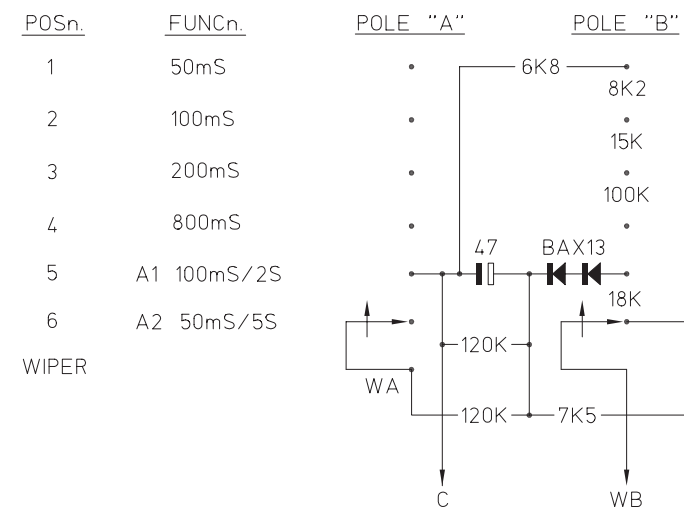 POSn. FUNCn. POLE "A" POLE "B"
1 50mS 6K8
8K2
2 100mS
15K
3 200mS
100K
4 800mS
47 BAX13
5 A1 100mS/2S
18K
6 A2 50mS/5S
120K
WIPER
WA
120K 7K5
C WB